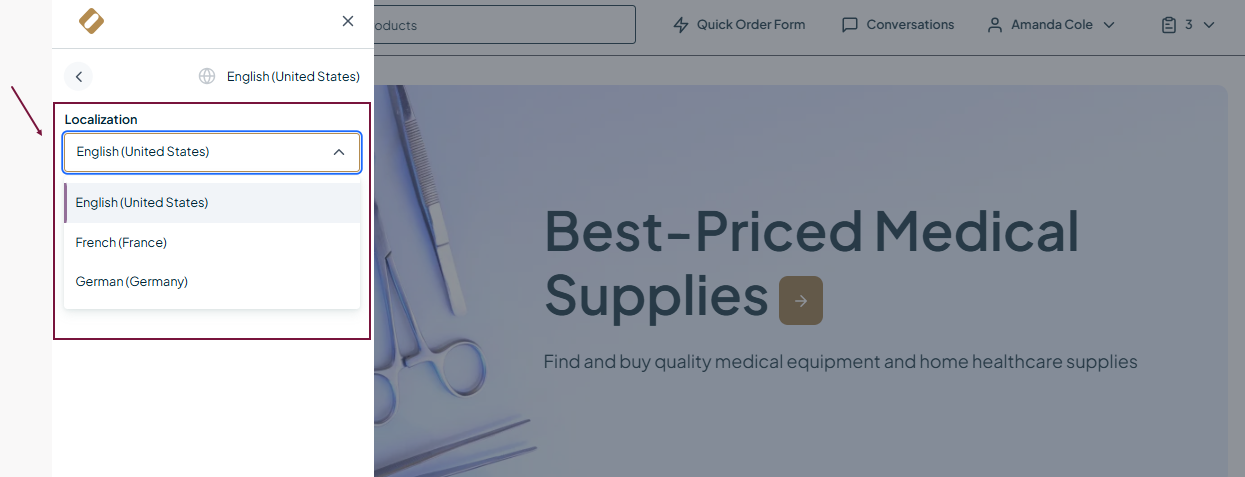 oducts
Quick Order Form
Conversations
Amanda Cole
3
English (United States)
Localization
English (United States)
English (United States)
French (France)
German (Germany)
Best-Priced Medical
Supplies
Find and buy quality medical equipment and home healthcare supplies